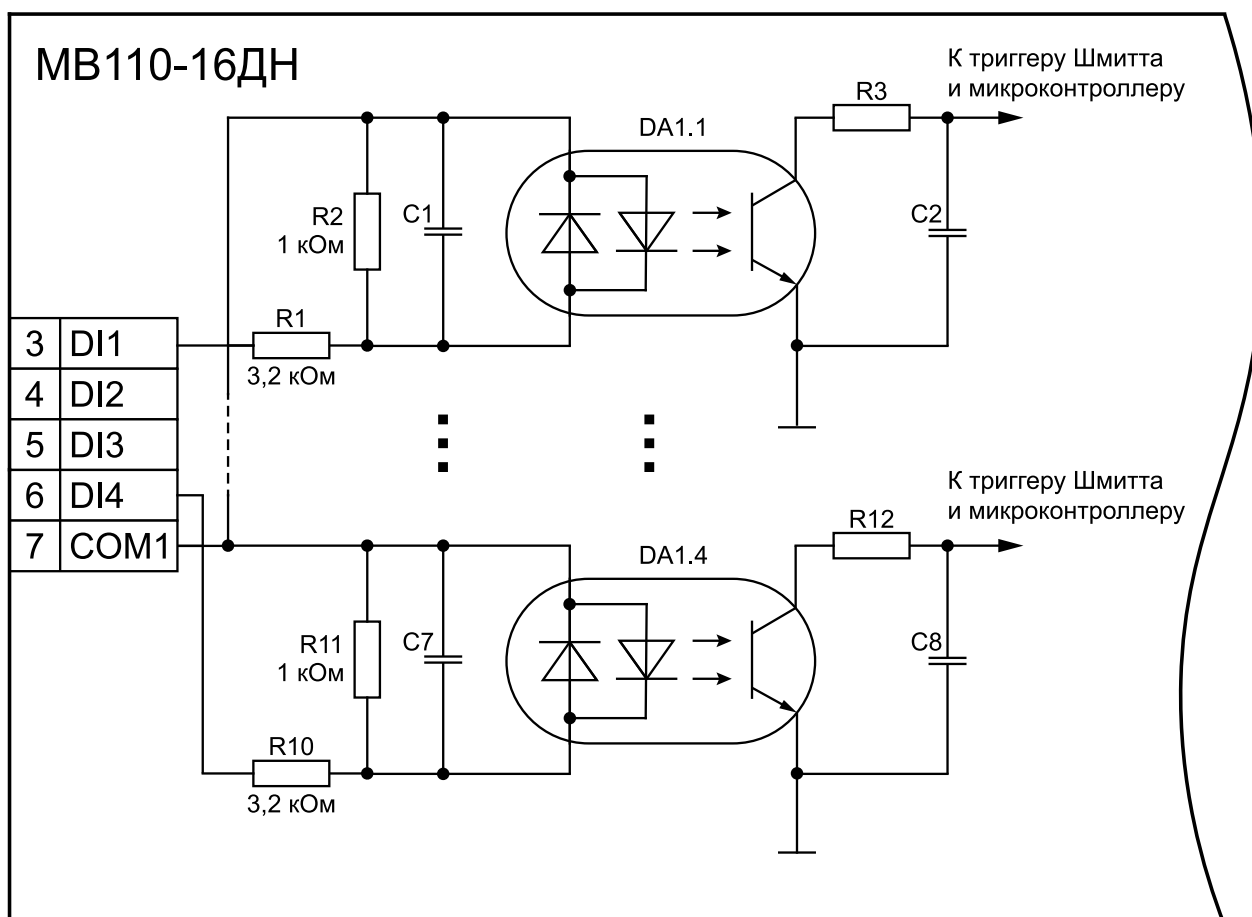 МВ110-16ДН
К триггеру Шмитта
и микроконтроллеру
R3
DA1.1
R2
1 кОм
C1
C2
R1
3,2 кОм
3 DI1
4 DI2
5 DI3
6 DI4
7 COM1
К триггеру Шмитта
и микроконтроллеру
R12
DA1.4
R11
1 кОм
C7
C8
R10
3,2 кОм